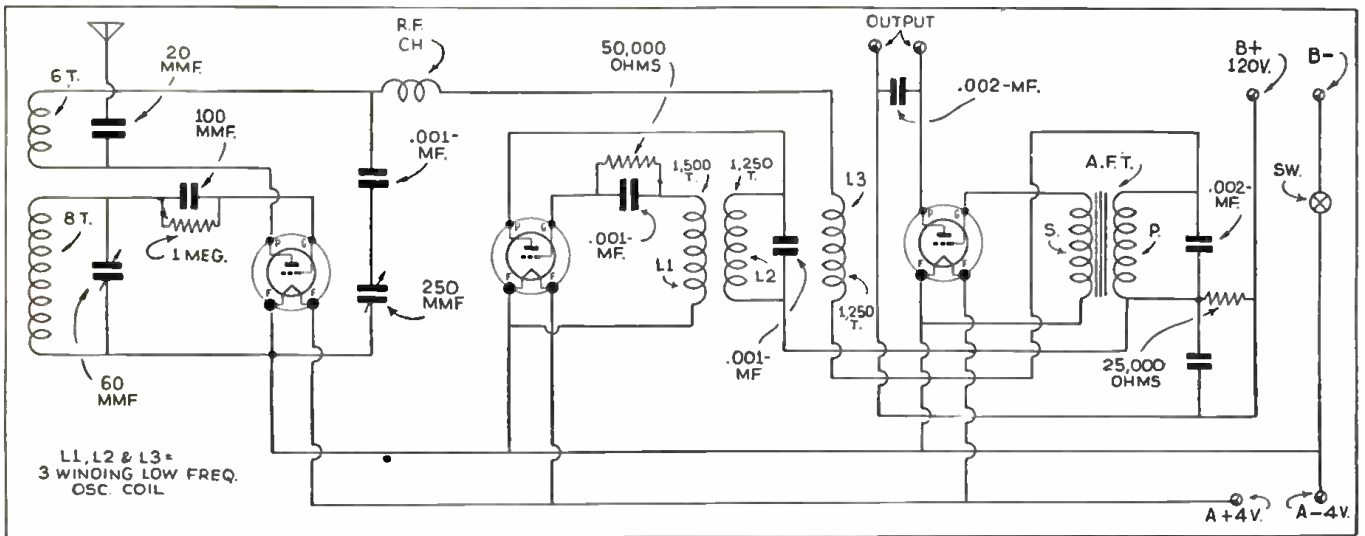 6 T.
20
MMF.
R.F.
CH
50,000
OHMS
OUTPUT
.002-MF.
B+
120V.
B-
100
MMF.
.001-
MF.
1,500
T.
1,250
T.
L3
A.F.T.
.002-
MF.
SW.
8 T.
1 MEG.
P
G
F
F
250
MMF
P
G
F
F
.001-
MF.
L1
L2
1,250
T.
P
G
F
F
S.
P.
60
MMF
.001-
MF
25,000
OHMS
L1, L2 & L3 =
3 WINDING LOW FREQ.
OSC. COIL
A+4V.
A-4V.